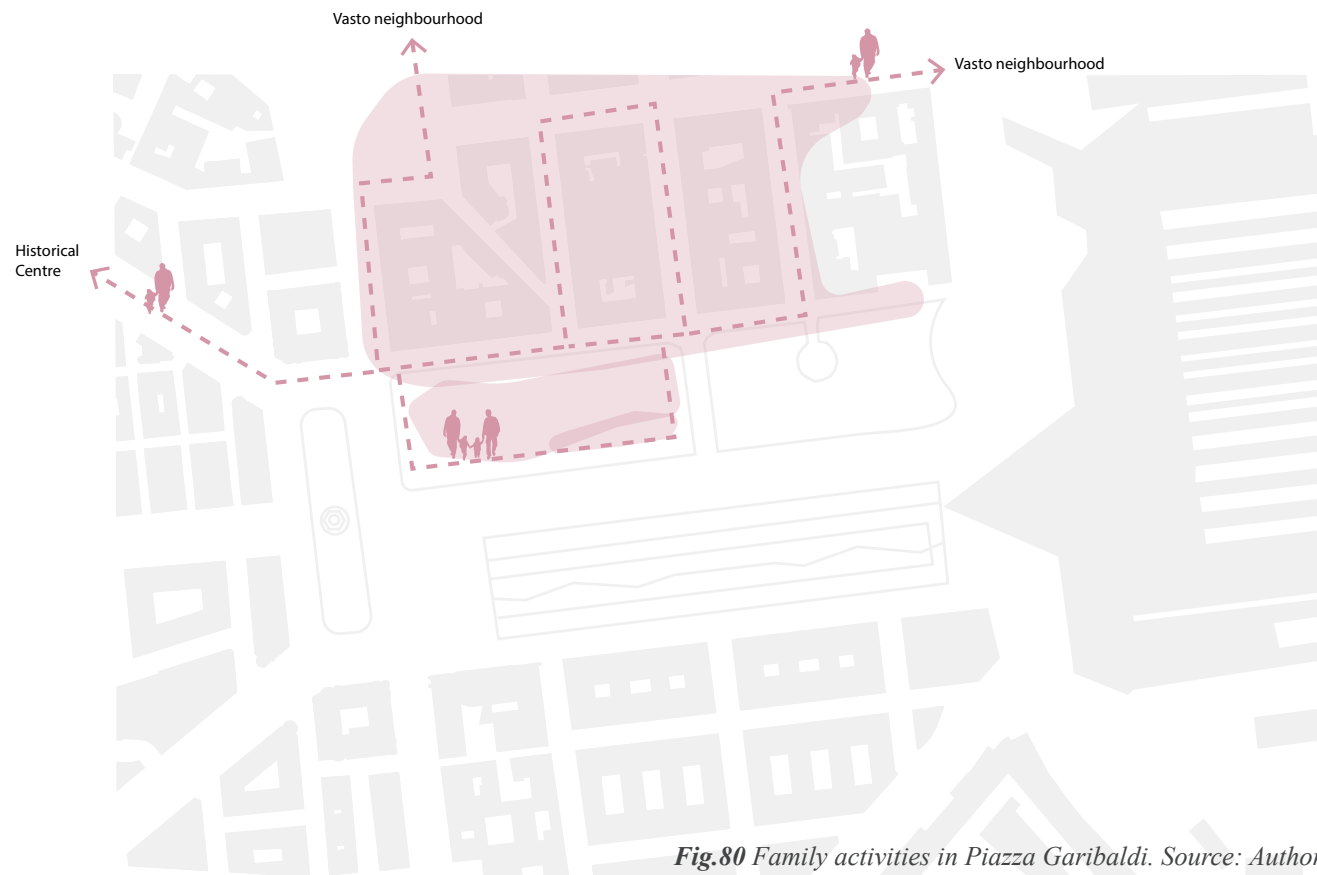 Vasto neighbourhood
Vasto neighbourhood
Historical
Centre
Fig.80 Family activities in Piazza Garibaldi. Source: Author